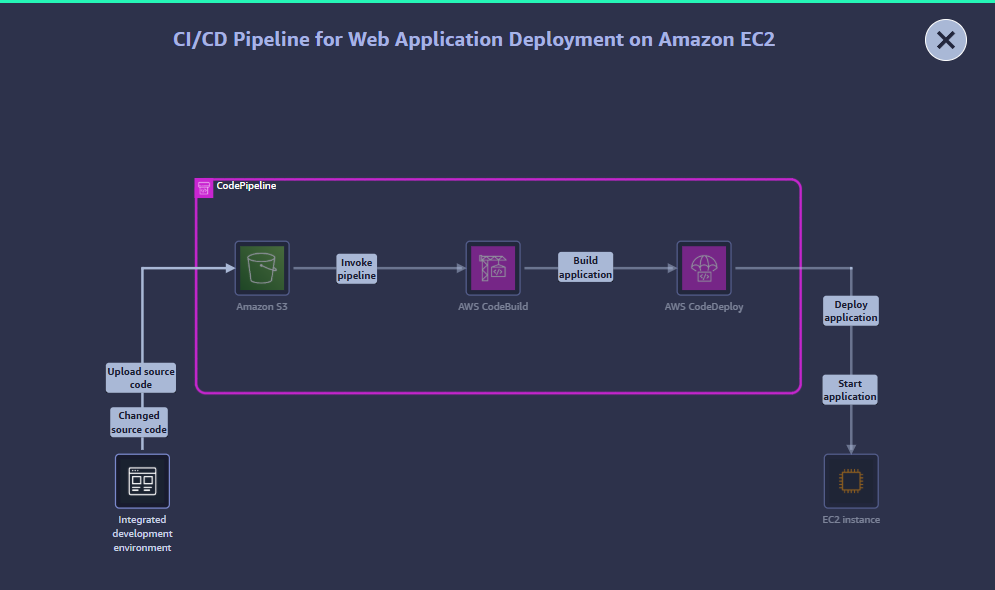 CI/CD Pipeline for Web Application Deployment on Amazon EC2
CodePipeline
Invoke
pipeline
Build
application
Amazon S3
AWS CodeBuild
AWS CodeDeploy
Deploy
application
Upload source
code
Start
application
Changed
source code
Integrated
development
environment
EC2 instance